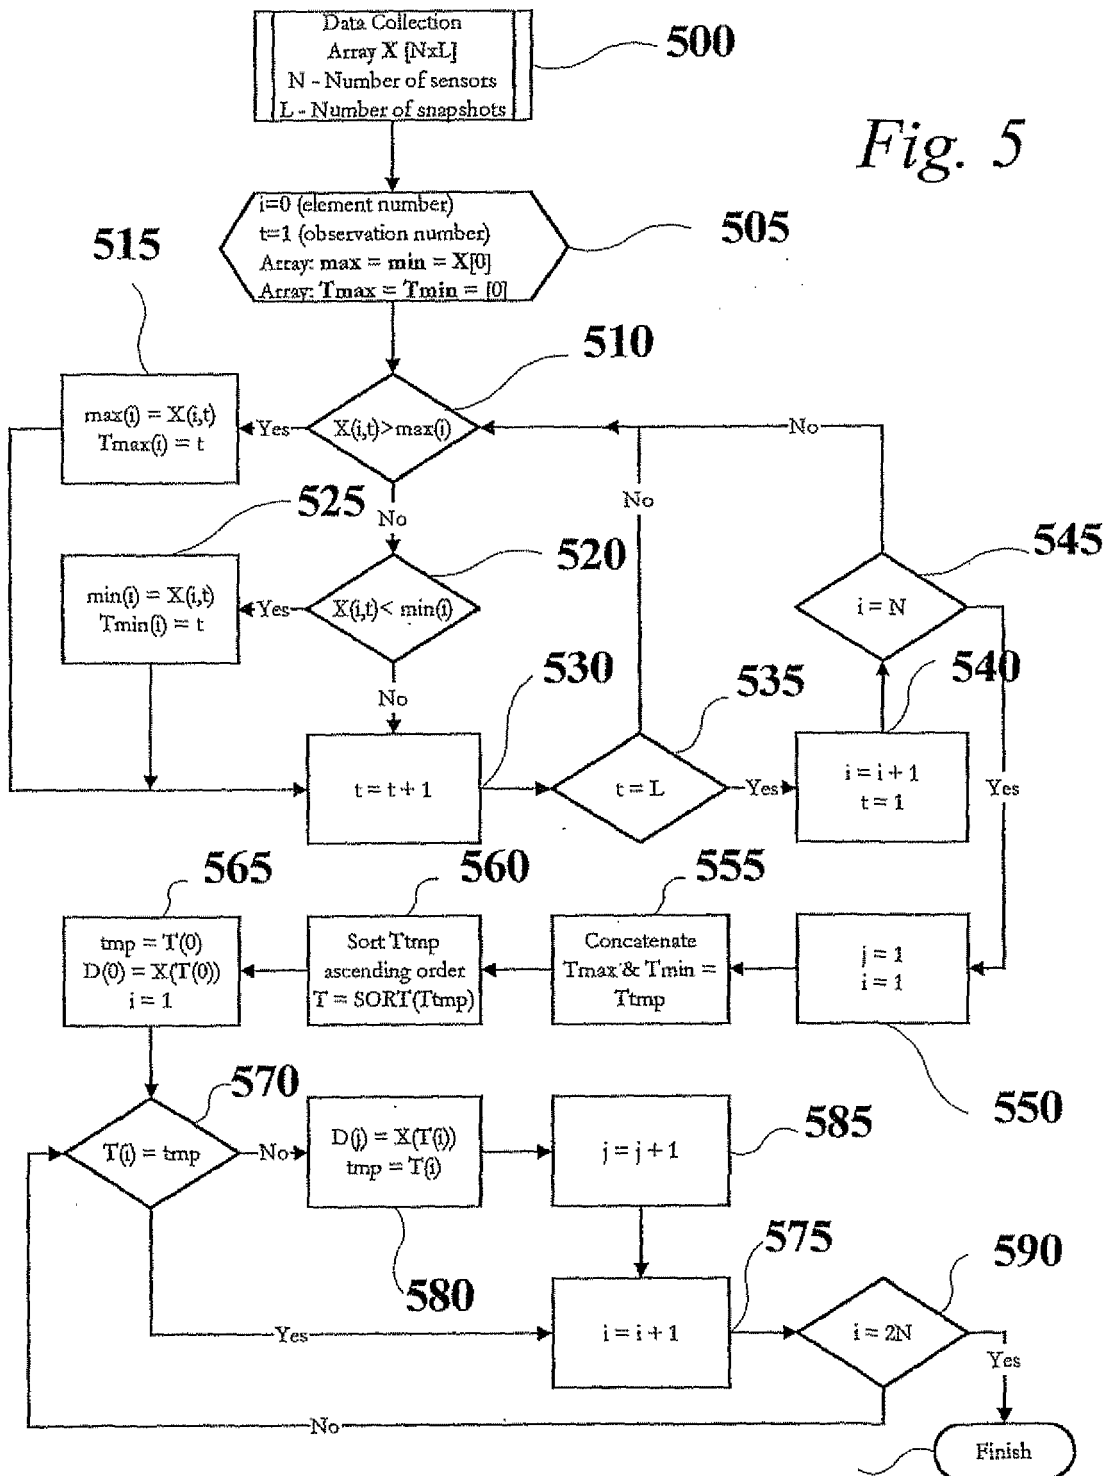 Data Collection
Array X [NxL]
N - Number of sensors
L - Number of snapshots
500
Fig. 5
i=0 (element number)
t=1 (observation number)
Array: max = min = X[0]
Array: Tmax = Tmin = [0]
505
515
510
max(i) = X(i,t)
Tmax(i) = t
Yes
X(i,t)>max(i)
No
525
No
No
520
545
min(i) = X(i,t)
Tmin(i) = t
Yes
X(i,t)< min(i)
i = N
No
530
535
540
t = t + 1
t = L
Yes
i = i + 1
t = 1
Yes
565
560
555
tmp = T(0)
D(0) = X(T(0))
i = 1
Sort Ttmp
ascending order
T = SORT(Ttmp)
Concatenate
Tmax & Tmin =
Ttmp
j = 1
i = 1
570
550
T(i) = tmp
No
D(j) = X(T(i))
tmp = T(i)
j = j + 1
585
580
575
590
Yes
i = i + 1
i = 2N
Yes
No
Finish